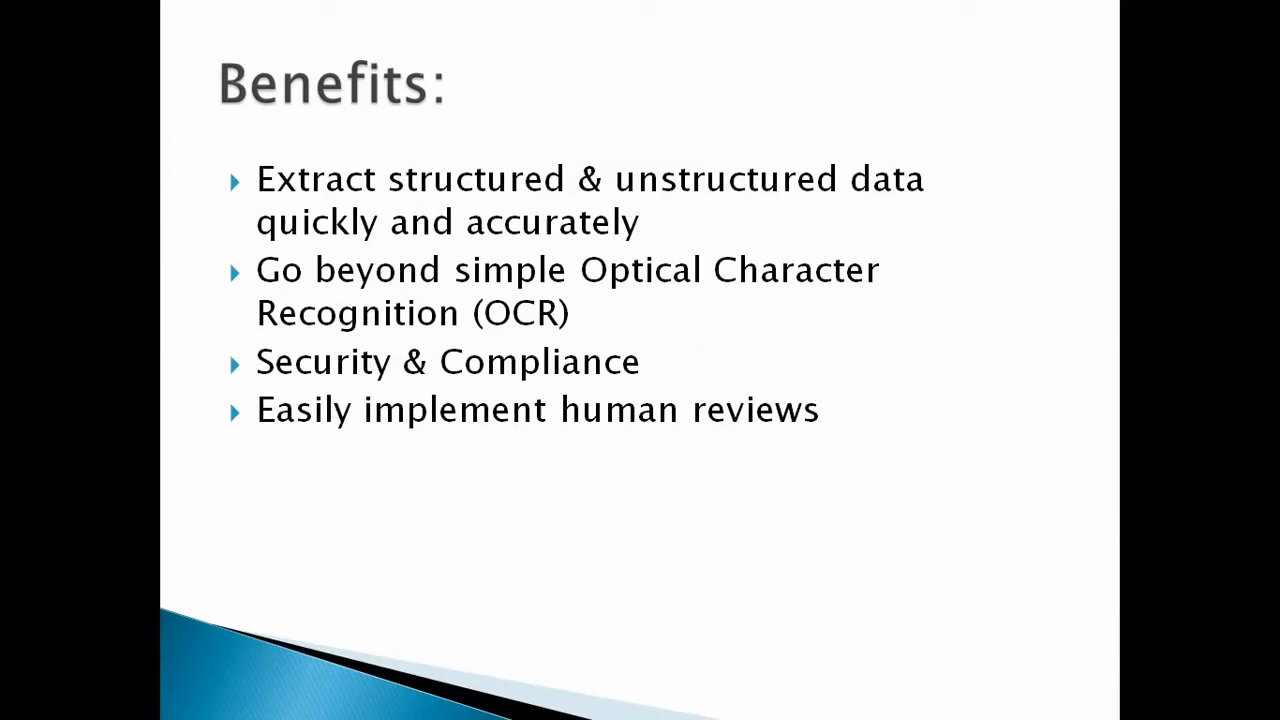 Benefits:
Extract structured & unstructured data
quickly and accurately
Go beyond simple Optical Character
Recognition (OCR)
Security & Compliance
Easily implement human reviews